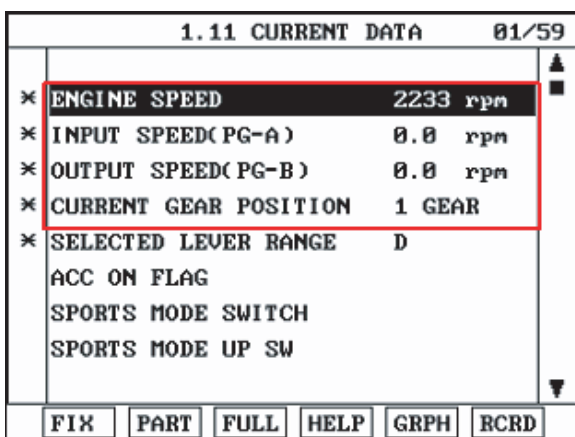 1.11 CURRENT DATA 01/59
* ENGINE SPEED 2233 rpm
* INPUT SPEED(PG-A) 0.0 rpm
* OUTPUT SPEED(PG-B) 0.0 rpm
* CURRENT GEAR POSITION 1 GEAR
* SELECTED LEVER RANGE D
ACC ON FLAG
SPORTS MODE SWITCH
SPORTS MODE UP SW
FIX PART FULL HELP GRPH RCRD